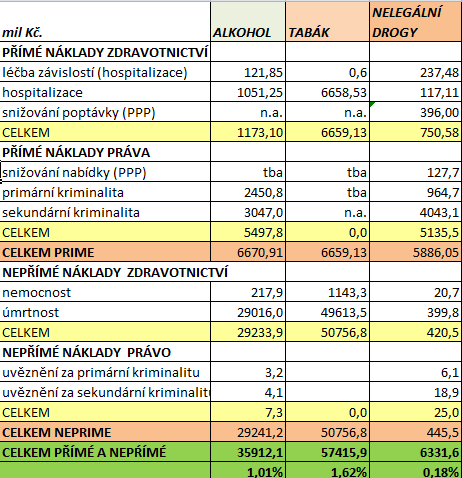 NELEGÁLNÍ
mil Kč. ALKOHOL TABÁK DROGY
PŘÍMÉ NÁKLADY ZDRAVOTNICTVÍ
léčba závislostí (hospitalizace) 121,85 0,6 237,48
hospitalizace 1051,25 6658,53 117,11
snižování poptávky (PPP) n.a. n.a. 396,00
CELKEM 1173,10 6659,13 750,58
PŘÍMÉ NÁKLADY PRÁVA
snižování nabídky (PPP) tba tba 127,7
primární kriminalita 2450,8 tba 964,7
sekundární kriminalita 3047,0 n.a. 4043,1
CELKEM 5497,8 0,0 5135,5
CELKEM PRIME 6670,91 6659,13 5886,05
NEPŘÍMÉ NÁKLADY ZDRAVOTNICTVÍ
nemocnost 217,9 1143,3 20,7
úmrtnost 29016,0 49613,5 399,8
CELKEM 29233,9 50756,8 420,5
NEPŘÍMÉ NÁKLADY PRÁVO
uvěznění za primární kriminalitu 3,2 6,1
uvěznění za sekundární kriminalit 4,1 18,9
CELKEM 7,3 0,0 25,0
CELKEM NEPRIME 29241,2 50756,8 445,5
CELKEM PŘÍMÉ A NEPŘÍMÉ 35912,1 57415,9 6331,6
1,01% 1,62% 0,18%